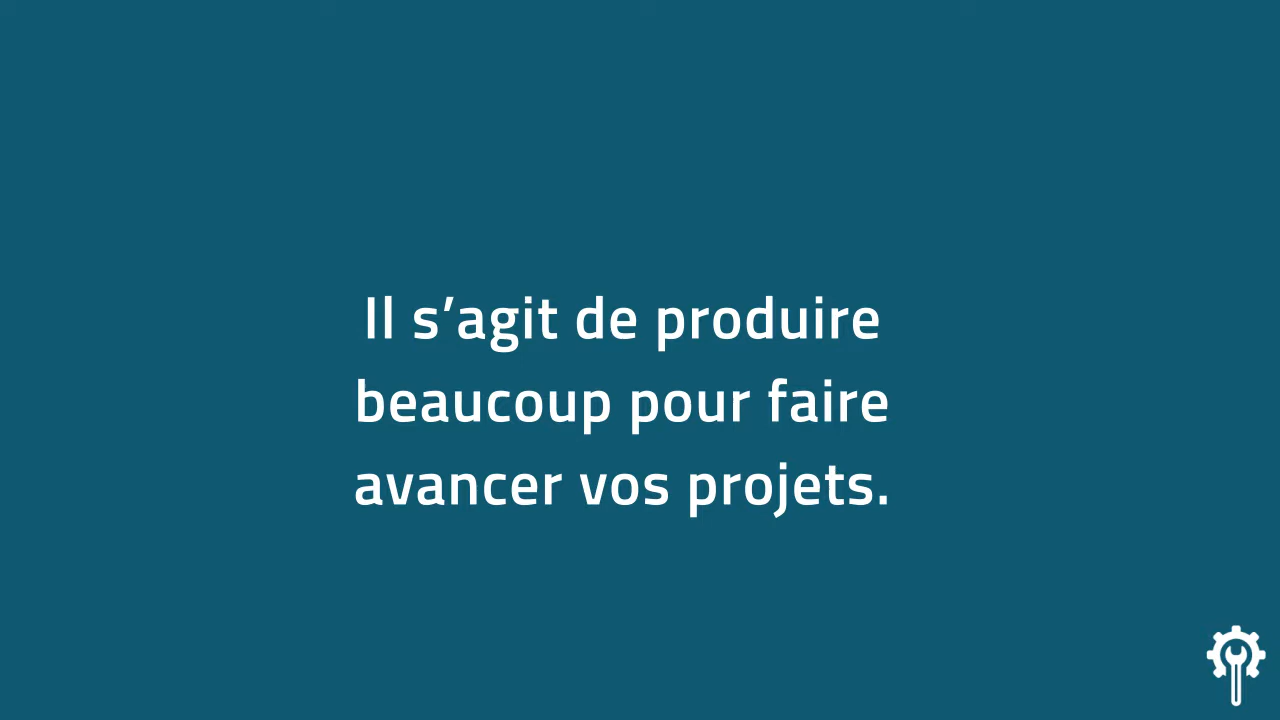 Il s’agit de produire
beaucoup pour faire
avancer vos projets.